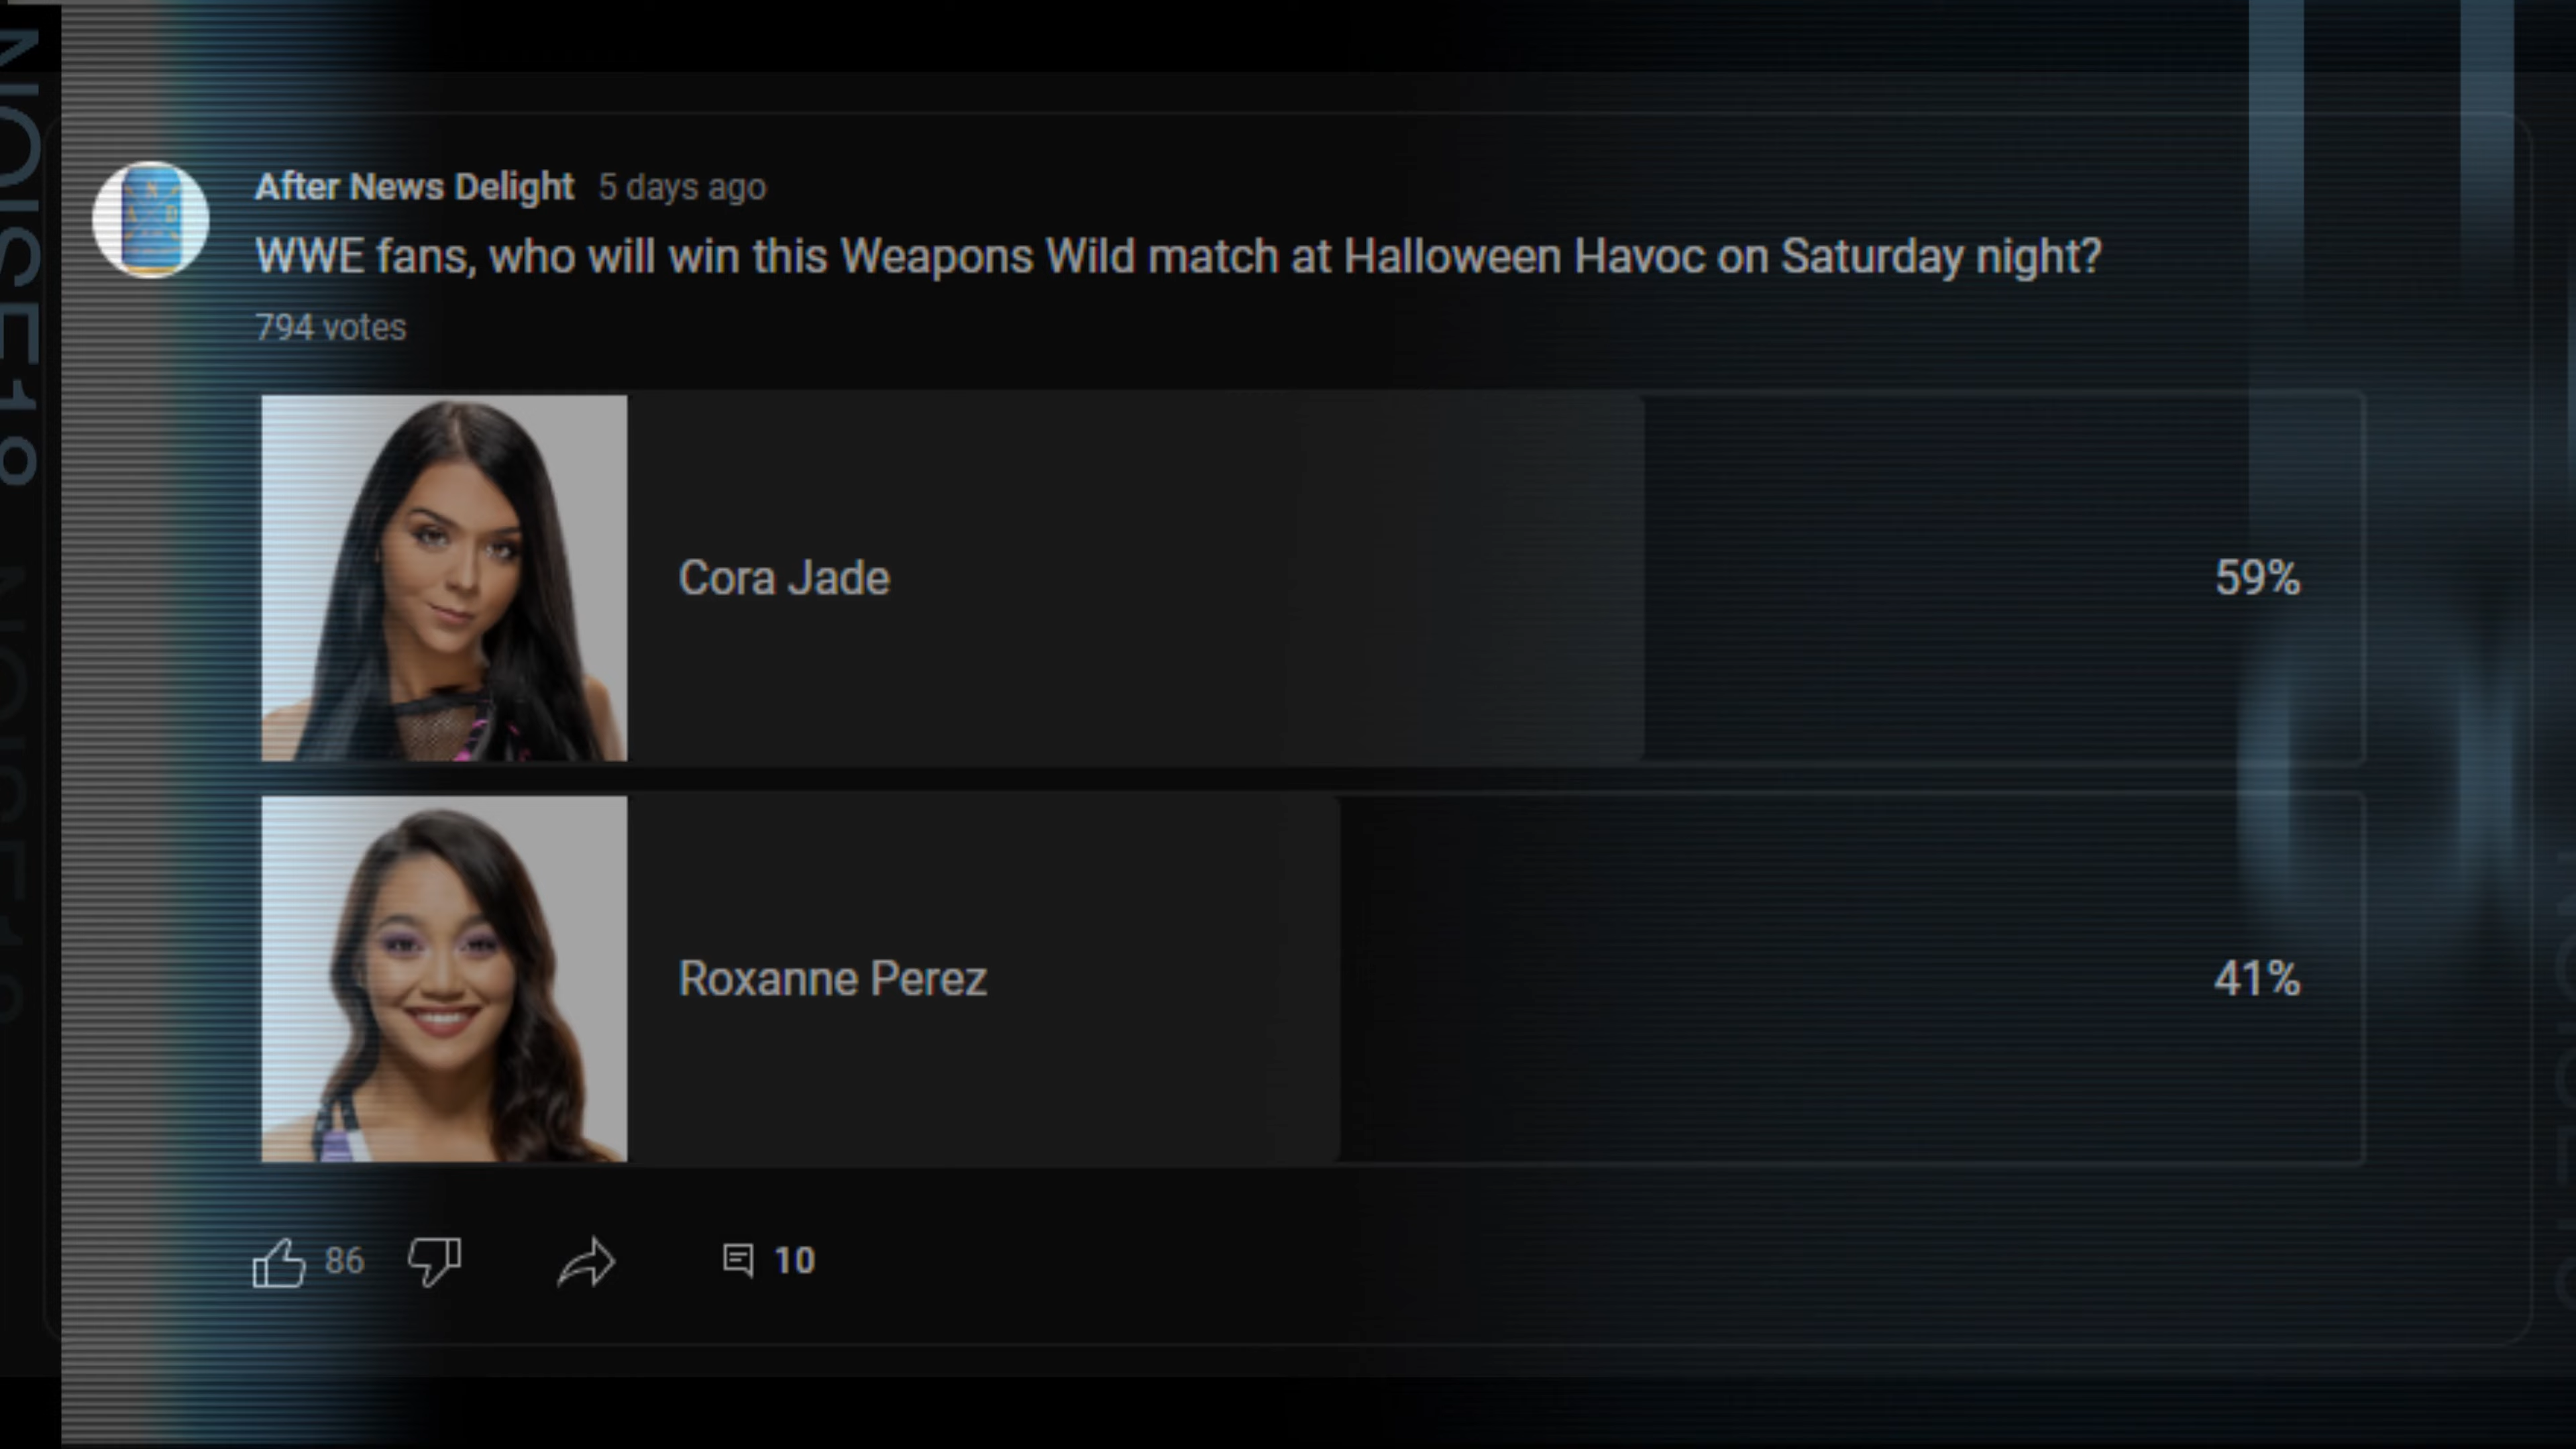 After News Delight 5 days ago
WWE fans, who will win this Weapons Wild match at Halloween Havoc on Saturday night?
794 votes
Cora Jade
59%
Roxanne Perez
41%
86
10